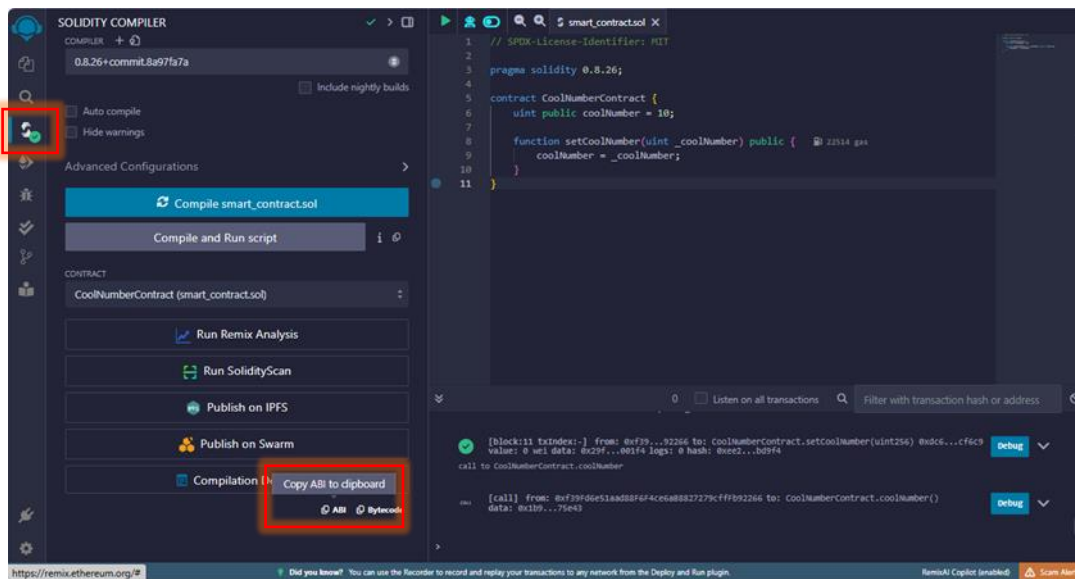 SOLIDITY COMPILER
COMPILER
0.8.26+commit.8a97fa7a
Include nightly builds
Auto compile
Hide warnings
Advanced Configurations
Compile smart_contract.sol
Compile and Run script
CONTRACT
CoolNumberContract (smart_contract.sol)
Run Remix Analysis
Run SolidityScan
Publish on IPFS
Publish on Swarm
Compilation D
Copy ABI to clipboard
ABI Bytecode
smart_contract.sol
1 // SPDX-License-Identifier: MIT
2
3 pragma solidity 0.8.26;
4
5 contract CoolNumberContract {
6 uint public coolNumber = 10;
7
8 function setCoolNumber(uint _coolNumber) public { 22514 gas
9 coolNumber = _coolNumber;
10 }
11 }
0 Listen on all transactions Filter with transaction hash or address
[block:11 txIndex:-] from: 0xf39...92266 to: CoolNumberContract.setCoolNumber(uint256) 0xdc6...cf6c9
value: 0 wei data: 0x29f...001f4 logs: 0 hash: 0xee2...bd9f4
Debug
call to CoolNumberContract.coolNumber
[call] from: 0xf39Fd6e51aad88F6F4ce6aB8827279cffFb92266 to: CoolNumberContract.coolNumber()
data: 0x1b9...75e43
Debug
>
https://remix.ethereum.org/#
Did you know? You can use the Recorder to record and replay your transactions to any network from the Deploy and Run plugin.
RemixAI Copilot (enabled)
Scam Aler